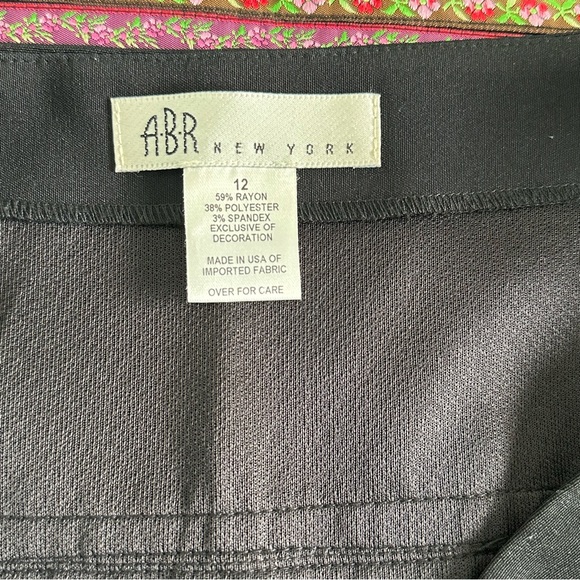 A·B·R NEW YORK
12
59% RAYON
38% POLYESTER
3% SPANDEX
EXCLUSIVE OF
DECORATION
MADE IN USA OF
IMPORTED FABRIC
OVER FOR CARE